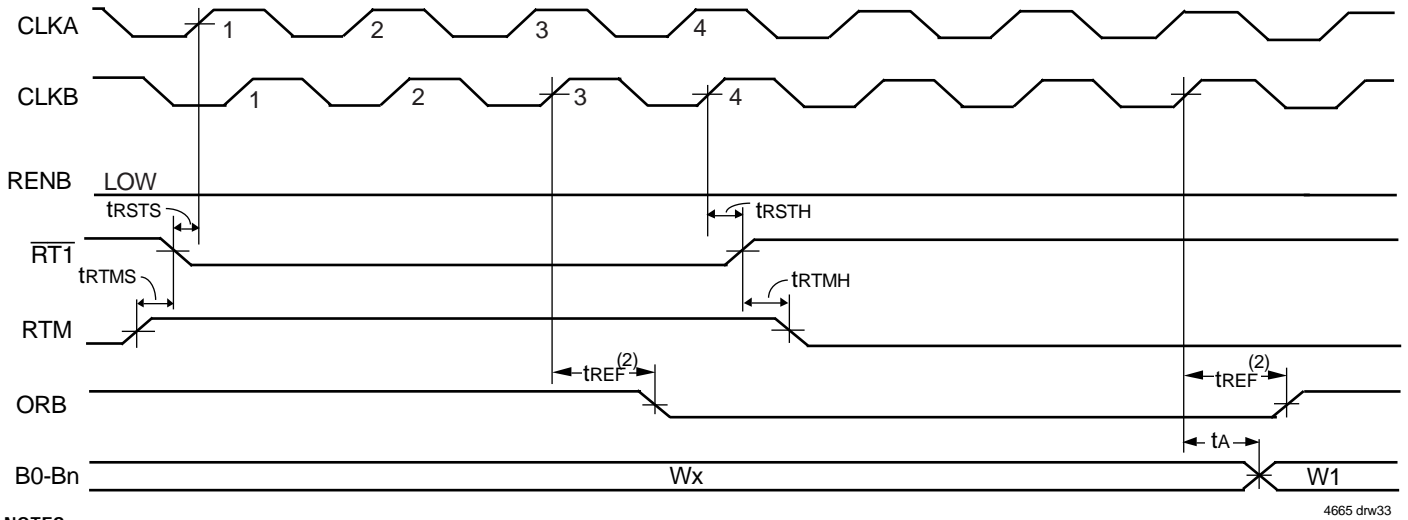 CLKA 1 2 3 4
CLKB 1 2 3 4
RENB LOW
tRSTS tRSTH
RT1
tRTMS tRTMH
RTM
tREF(2) tREF(2)
ORB
tA
B0-Bn Wx W1
4665 drw33